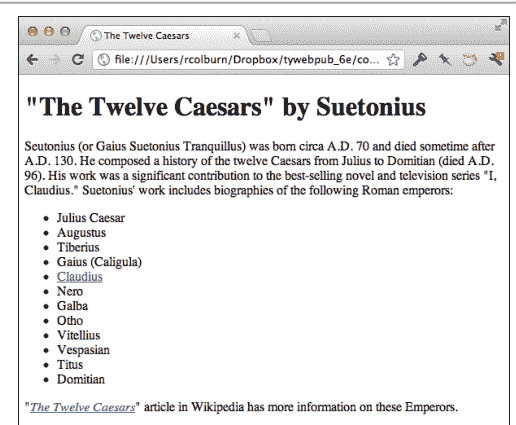 The Twelve Caesars
file:///Users/rcolburn/Dropbox/tywebpub_6e/co...
"The Twelve Caesars" by Suetonius
Seutonius (or Gaius Suetonius Tranquillus) was born circa A.D. 70 and died sometime after
A.D. 130. He composed a history of the twelve Caesars from Julius to Domitian (died A.D.
96). His work was a significant contribution to the best-selling novel and television series "I,
Claudius." Suetonius' work includes biographies of the following Roman emperors:
• Julius Caesar
• Augustus
• Tiberius
• Gaius (Caligula)
• Claudius
• Nero
• Galba
• Otho
• Vitellius
• Vespasian
• Titus
• Domitian
"The Twelve Caesars" article in Wikipedia has more information on these Emperors.